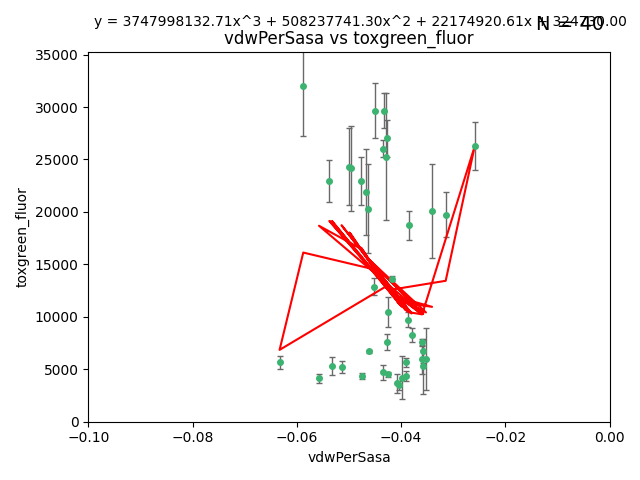 y = 3747998132.71x^3 + 508237741.30x^2 + 22174920.61x + 324730.00
N = 40
vdwPerSasa vs toxgreen_fluor
35000
30000
25000
20000
15000
10000
5000
0
toxgreen_fluor
−0.10 −0.08 −0.06 −0.04 −0.02 0.00
vdwPerSasa